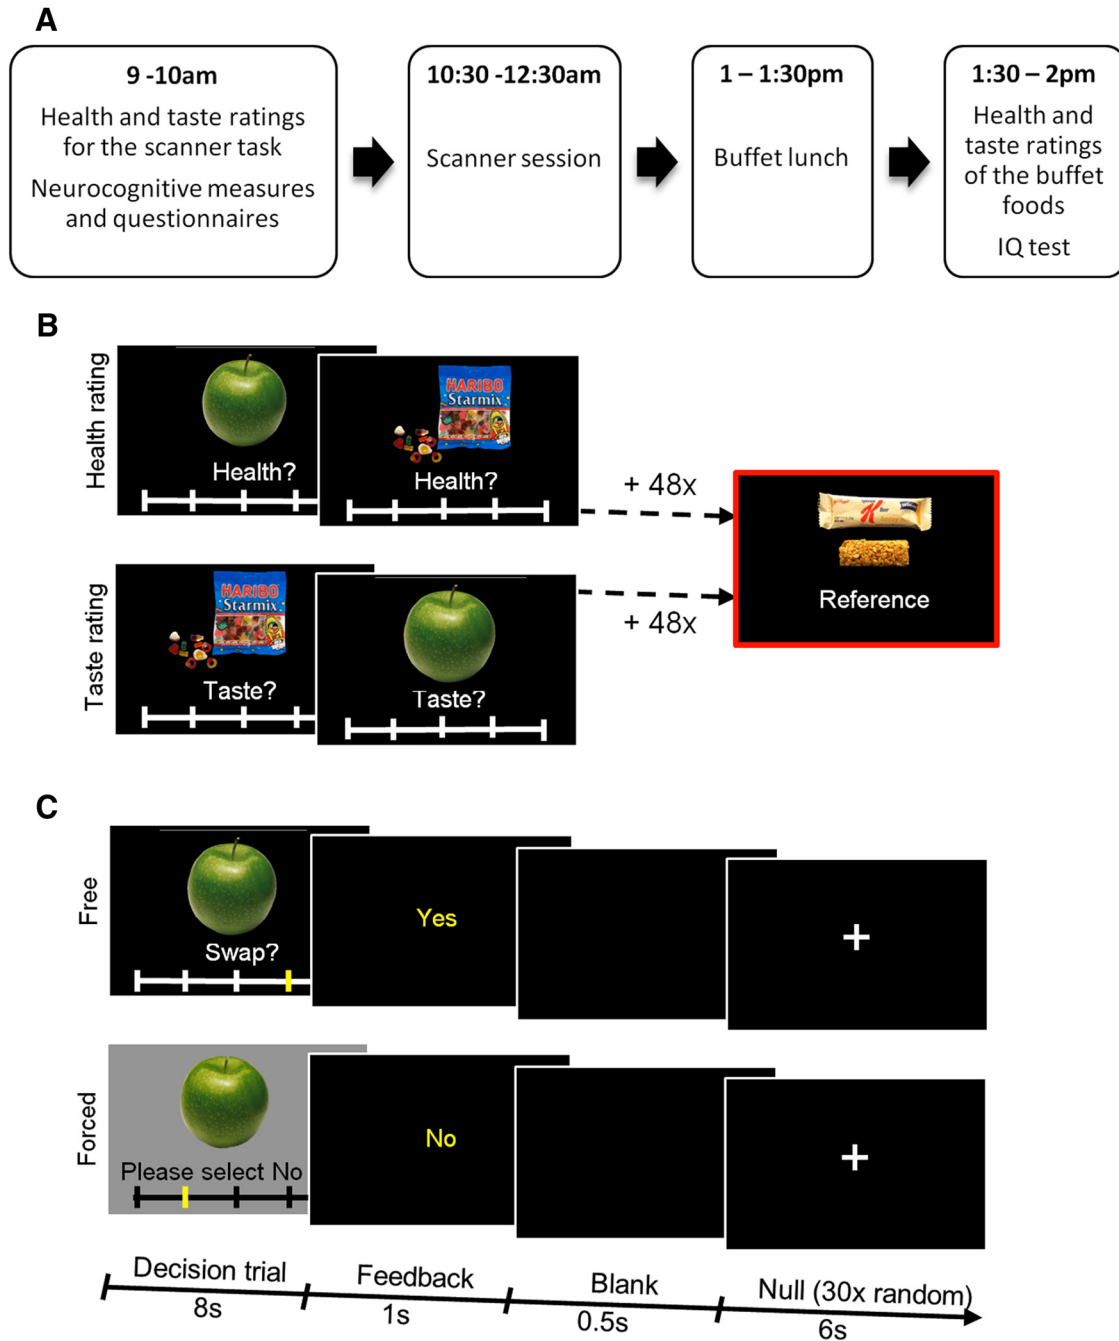 A
9 -10am
Health and taste ratings
for the scanner task
Neurocognitive measures
and questionnaires
10:30 -12:30am
Scanner session
1 – 1:30pm
Buffet lunch
1:30 – 2pm
Health and
taste ratings
of the buffet
foods
IQ test
B
Health rating
Health?
HARIBO
Starmix
Health?
+ 48x
Taste rating
HARIBO
Starmix
Taste?
Taste?
+ 48x
K
Reference
C
Free
Swap?
Yes
Forced
Please select No
No
Decision trial
8s
Feedback
1s
Blank
0.5s
Null (30x random)
6s